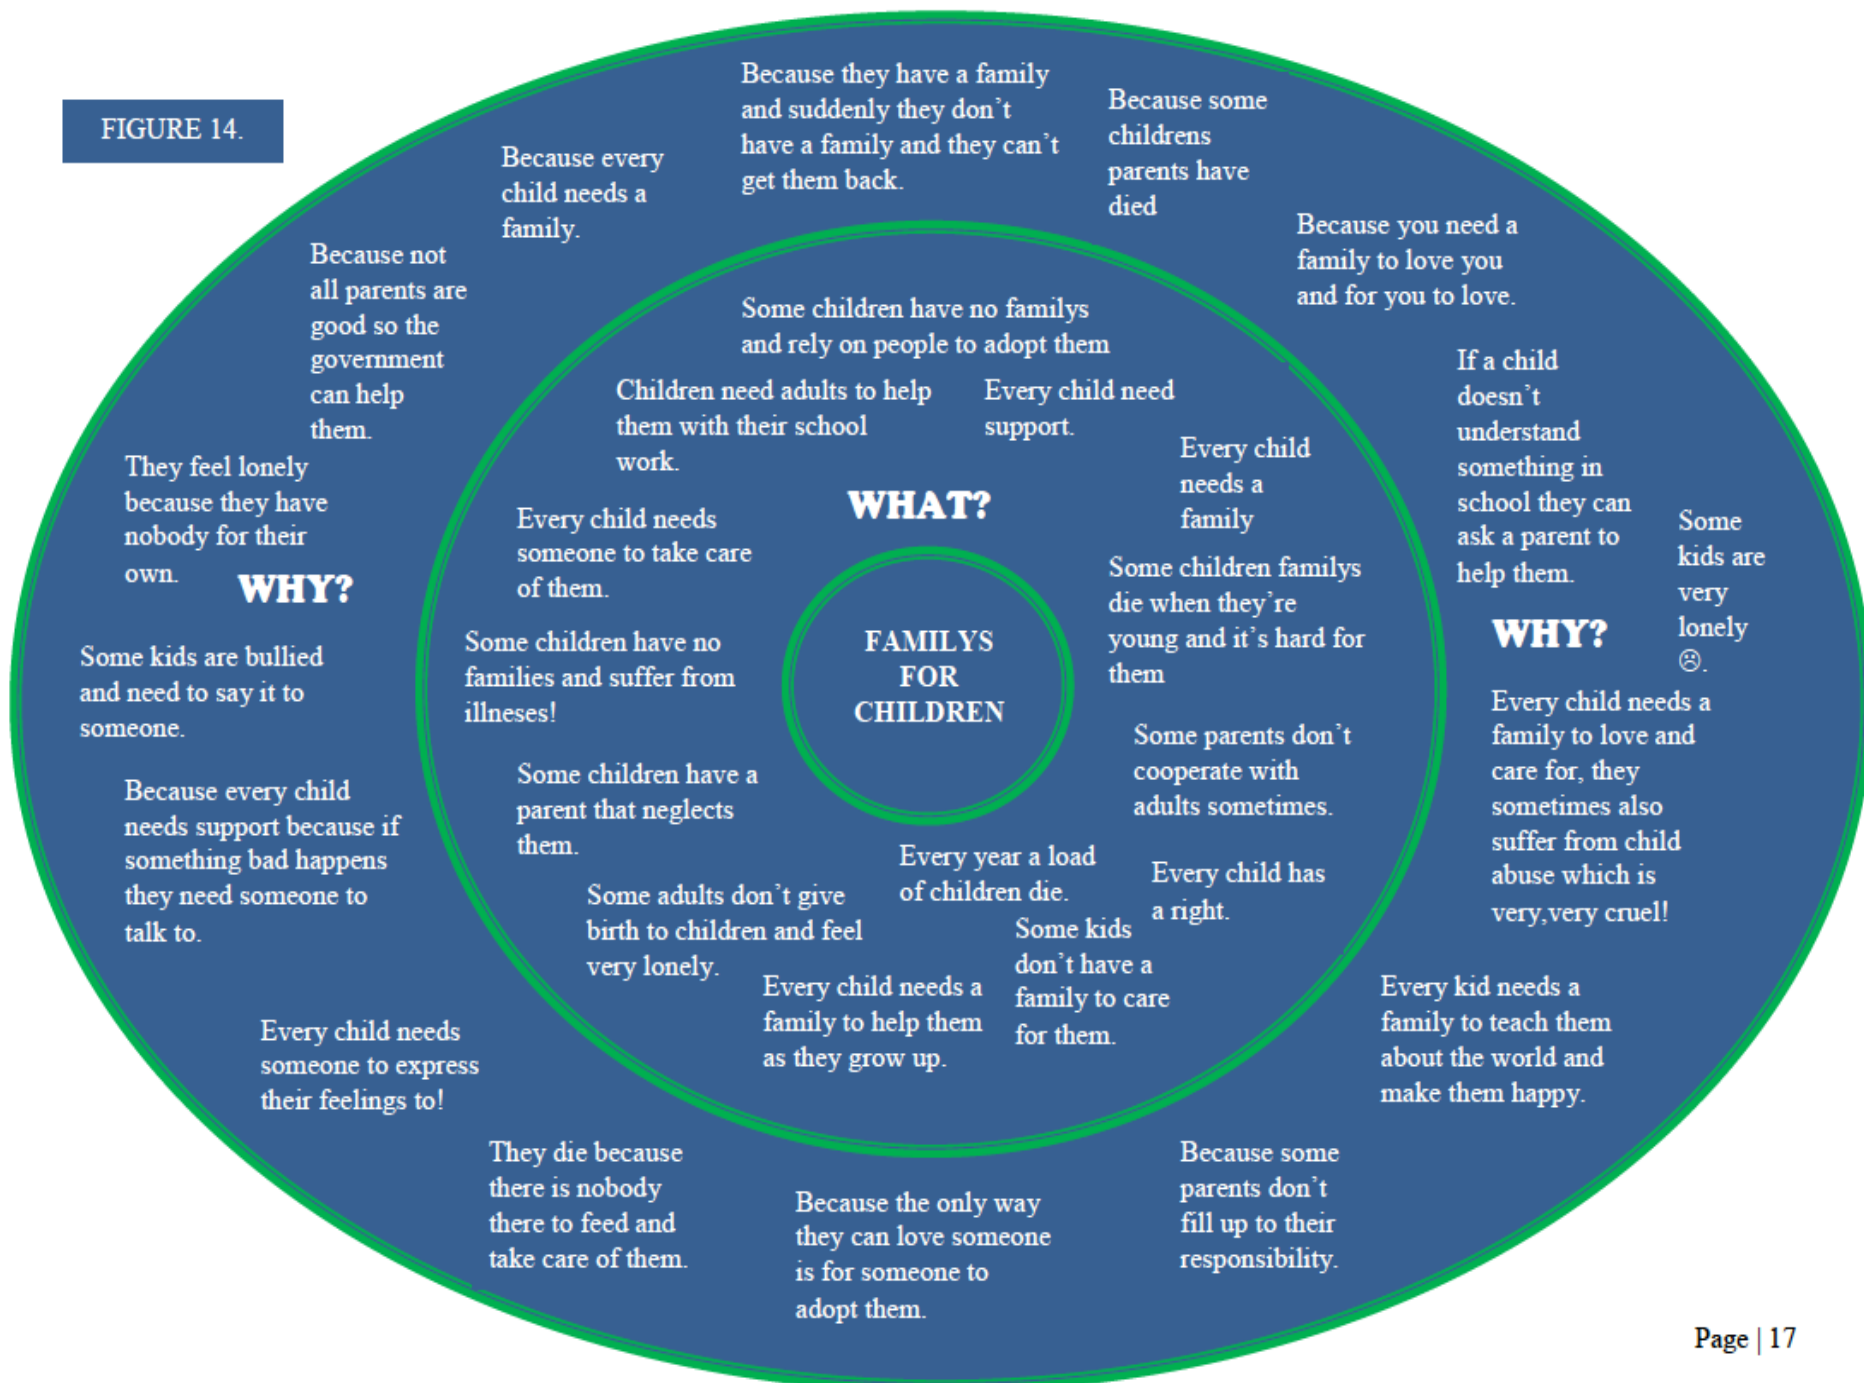 FIGURE 14.
Because they have a family
and suddenly they don't
have a family and they can't
get them back.
Because some
childrens
parents have
died
Because every
child needs a
family.
Because you need a
family to love you
and for you to love.
Because not
all parents are
good so the
government
can help
them.
If a child
doesn't
understand
something in
school they can
ask a parent to
help them.
They feel lonely
because they have
nobody for their
own.
Some
kids are
very
lonely
☹.
WHY?
WHY?
Some kids are bullied
and need to say it to
someone.
Every child needs a
family to love and
care for, they
sometimes also
suffer from child
abuse which is
very,very cruel!
Because every child
needs support because if
something bad happens
they need someone to
talk to.
Every kid needs a
family to teach them
about the world and
make them happy.
Every child needs
someone to express
their feelings to!
They die because
there is nobody
there to feed and
take care of them.
Because the only way
they can love someone
is for someone to
adopt them.
Because some
parents don't
fill up to their
responsibility.
Some children have no familys
and rely on people to adopt them
Children need adults to help
them with their school
work.
Every child need
support.
Every child
needs a
family
WHAT?
Every child needs
someone to take care
of them.
Some children familys
die when they're
young and it's hard for
them
Some children have no
families and suffer from
illneses!
FAMILYS
FOR
CHILDREN
Some parents don't
cooperate with
adults sometimes.
Some children have a
parent that neglects
them.
Every year a load
of children die.
Every child has
a right.
Some adults don't give
birth to children and feel
very lonely.
Some kids
don't have a
family to care
for them.
Every child needs a
family to help them
as they grow up.
Page | 17